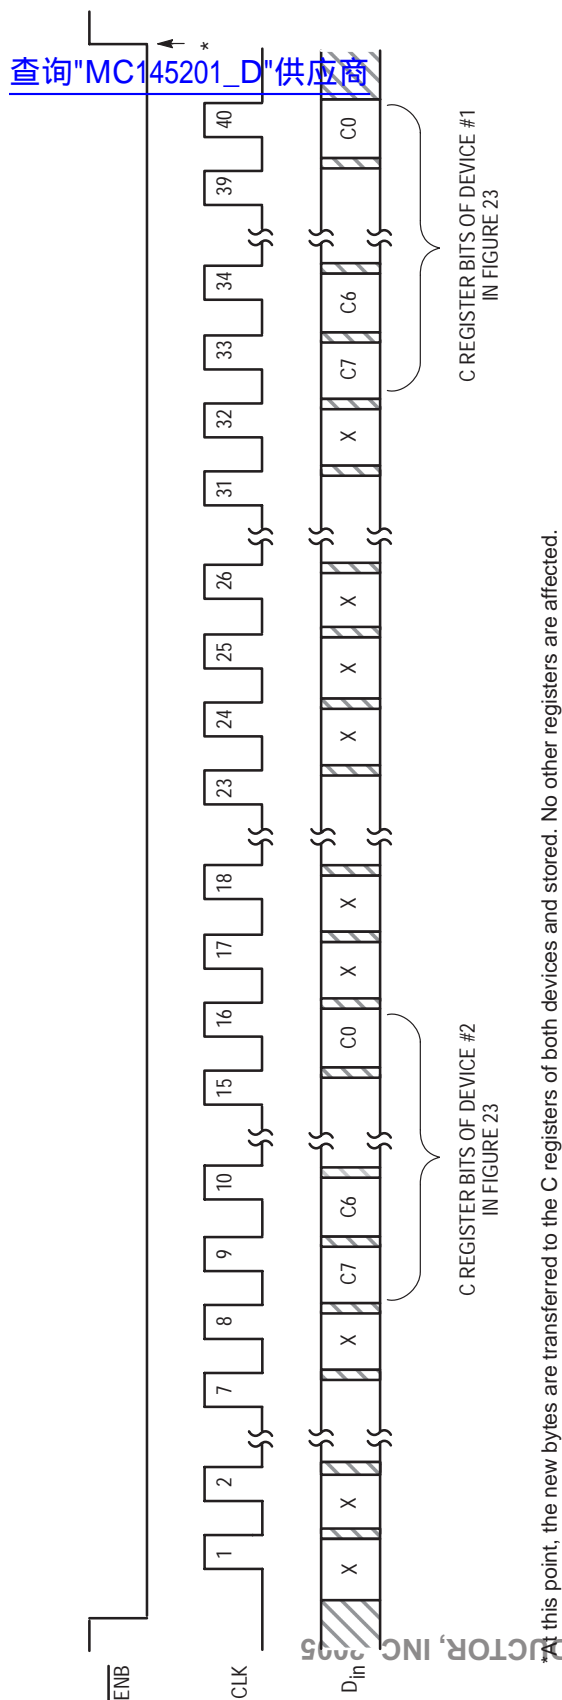 查询"MC145201_D"供应商
ENB
*
CLK
1 2 7 8 9 10 15 16 17 18 23 24 25 26 31 32 33 34 39 40
Din
X X X C7 C6 C0 X X X X X X C7 C6 C0
C REGISTER BITS OF DEVICE #2
IN FIGURE 23
C REGISTER BITS OF DEVICE #1
IN FIGURE 23
*At this point, the new bytes are transferred to the C registers of both devices and stored. No other registers are affected.
DUCTOR, INC. 2005